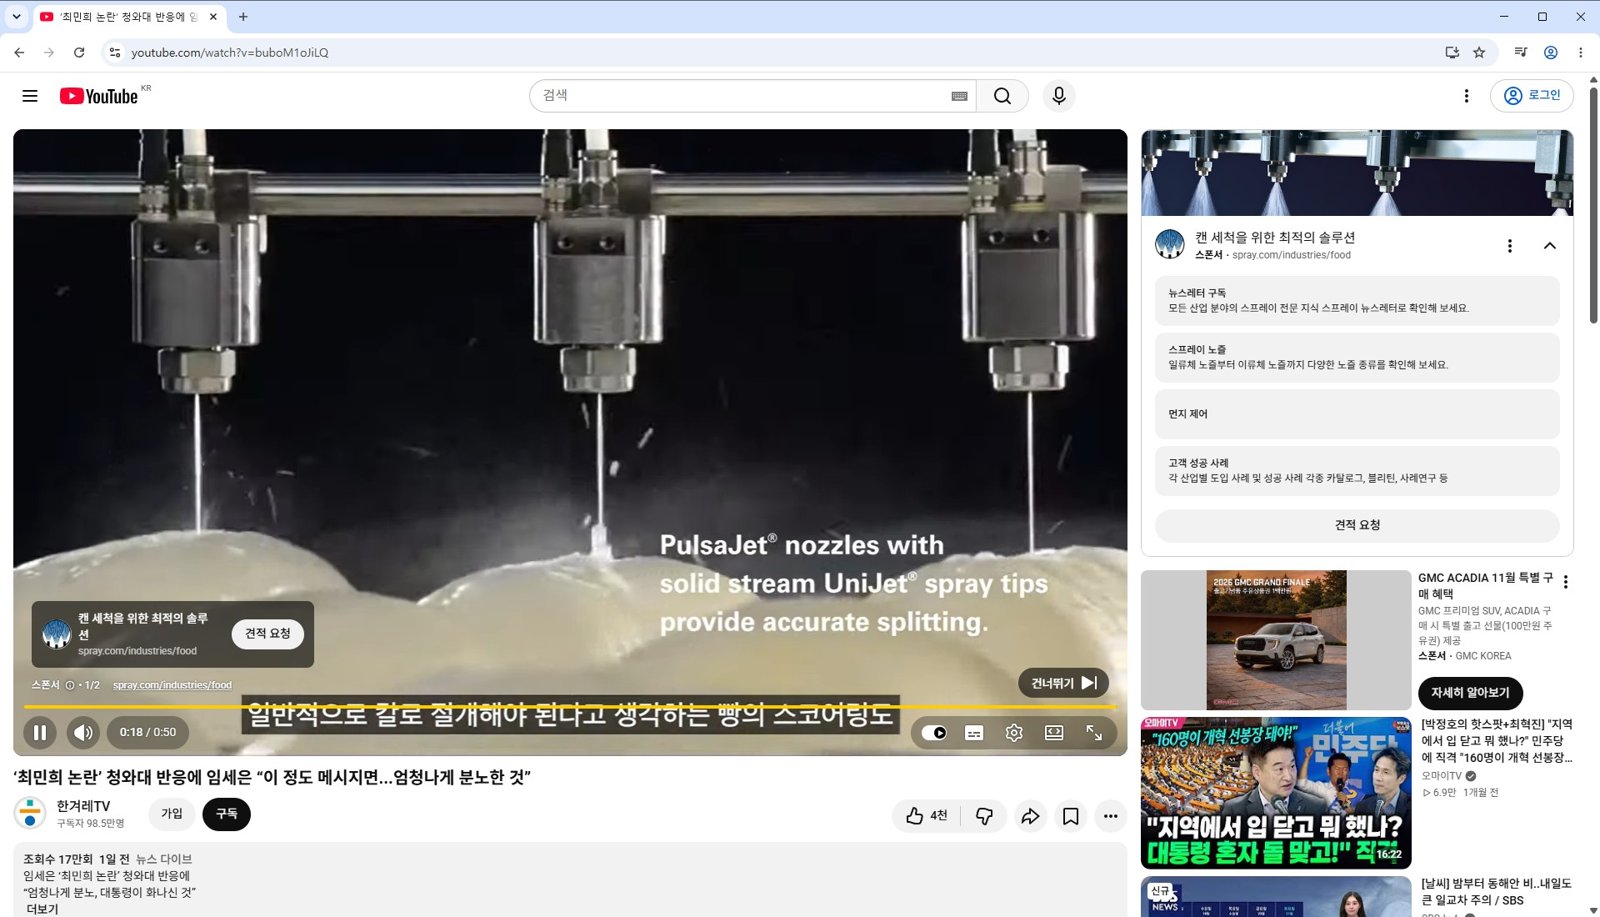 '최민희 논란' 청와대 반응에 임
youtube.com/watch?v=buboM1oJiLQ
YouTube KR
검색
로그인
PulsaJet® nozzles with
solid stream UniJet® spray tips
provide accurate splitting.
캔 세척을 위한 최적의 솔루
션
spray.com/industries/food
견적 요청
스폰서 · 1/2 spray.com/industries/food
건너뛰기
일반적으로 칼로 절개해야 된다고 생각하는 빵의 스코어링도
0:18 / 0:50
‘최민희 논란’ 청와대 반응에 임세은 “이 정도 메시지면...엄청나게 분노한 것”
한겨레TV
구독자 98.5만명
가입
구독
4천
조회수 17만회 1일 전 뉴스 다이브
임세은 ‘최민희 논란’ 청와대 반응에
“엄청나게 분노, 대통령이 화나신 것”
더보기
캔 세척을 위한 최적의 솔루션
스폰서 · spray.com/industries/food
뉴스레터 구독
모든 산업 분야의 스프레이 전문 지식 스프레이 뉴스레터로 확인해 보세요.
스프레이 노즐
일류체 노즐부터 이류체 노즐까지 다양한 노즐 종류를 확인해 보세요.
먼지 제어
고객 성공 사례
각 산업별 도입 사례 및 성공 사례 각종 카탈로그, 블리틴, 사례연구 등
견적 요청
2026 GMC GRAND FINALE
GMC ACADIA 11월 특별 구
매 혜택
GMC 프리미엄 SUV, ACADIA 구
매 시 특별 출고 선물(100만원 주
유권) 제공
스폰서 · GMC KOREA
자세히 알아보기
오마이TV
"160명이 개혁 선봉장 돼야!"
더불어
민주당
"지역에서 입 닫고 뭐 했나?
대통령 혼자 돌 맞고!" 직격
16:22
[박정호의 핫스팟+최혁진] "지역
에서 입 닫고 뭐 했나?" 민주당
에 직격 "160명이 개혁 선봉장...
오마이TV
6.9만 1개월 전
신규
NEWS
[날씨] 밤부터 동해안 비..내일도
큰 일교차 주의 / SBS